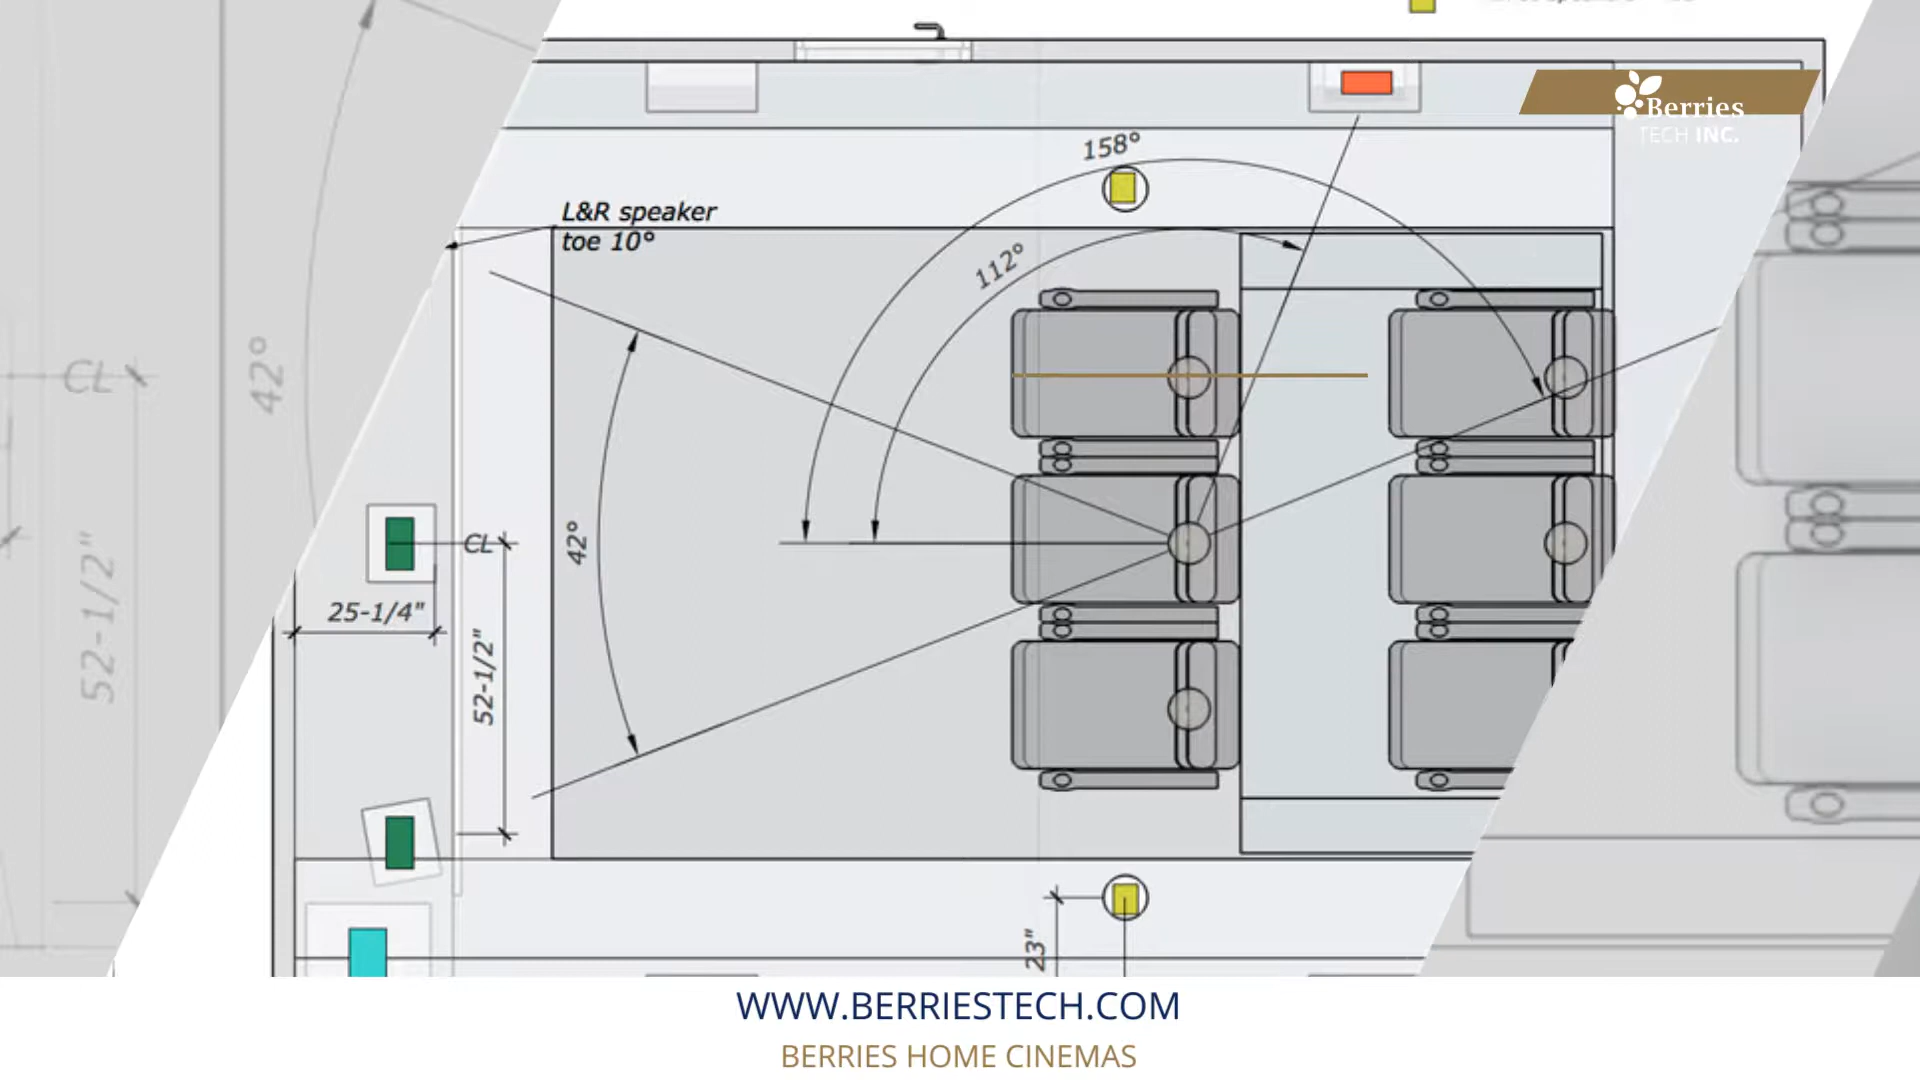 Berries
TECH INC.
158°
L&R speaker
toe 10°
112°
42°
CL
42°
CL
25-1/4"
52-1/2"
52-1/2"
23"
WWW.BERRIESTECH.COM
BERRIES HOME CINEMAS